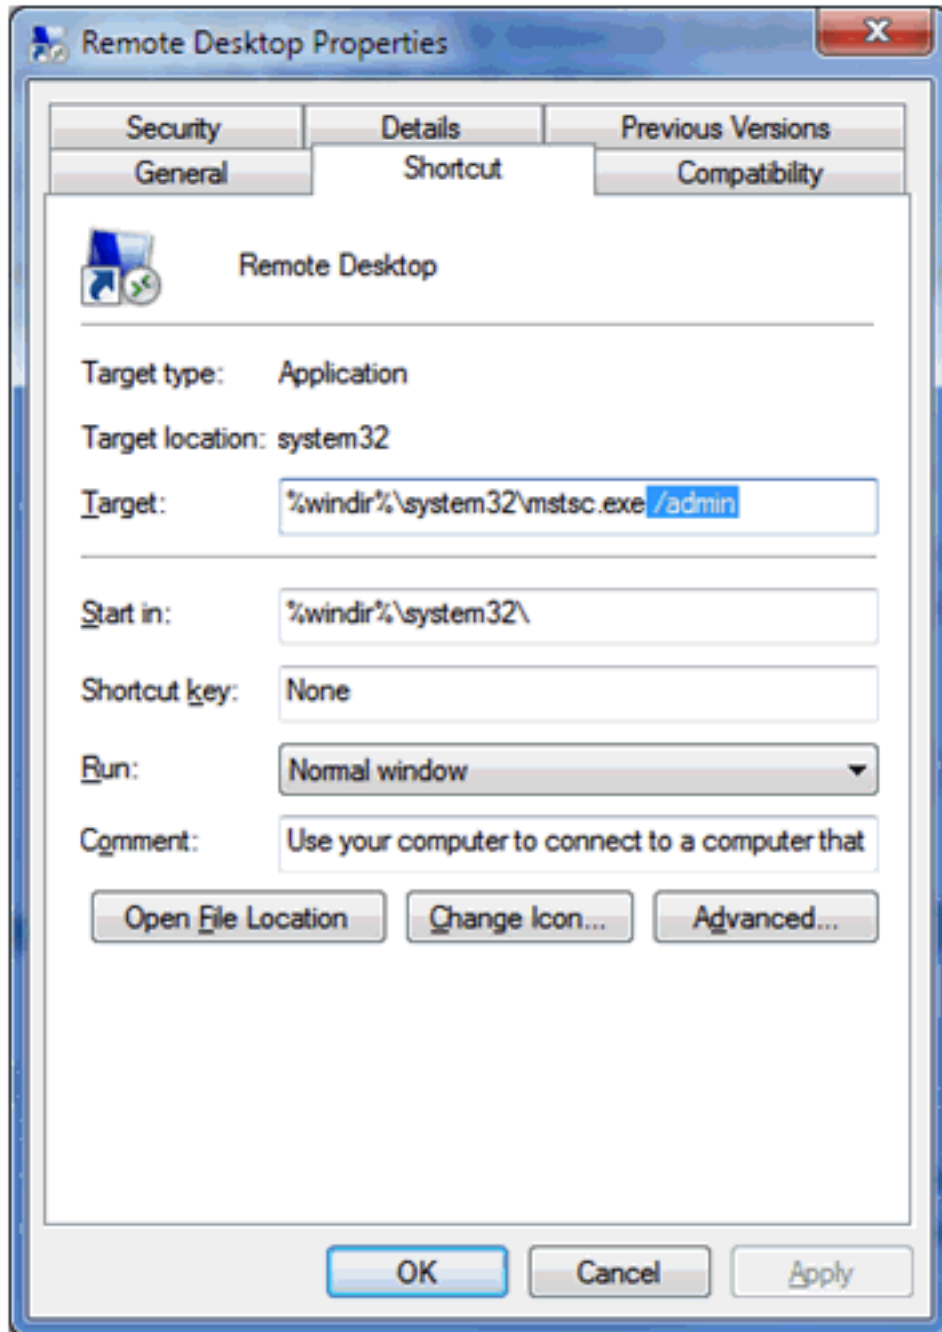 Remote Desktop Properties
Security Details Previous Versions
General Shortcut Compatibility
Remote Desktop
Target type: Application
Target location: system32
Target: %windir%\system32\mstsc.exe /admin
Start in: %windir%\system32\
Shortcut key: None
Run: Normal window
Comment: Use your computer to connect to a computer that
Open File Location Change Icon... Advanced...
OK Cancel Apply